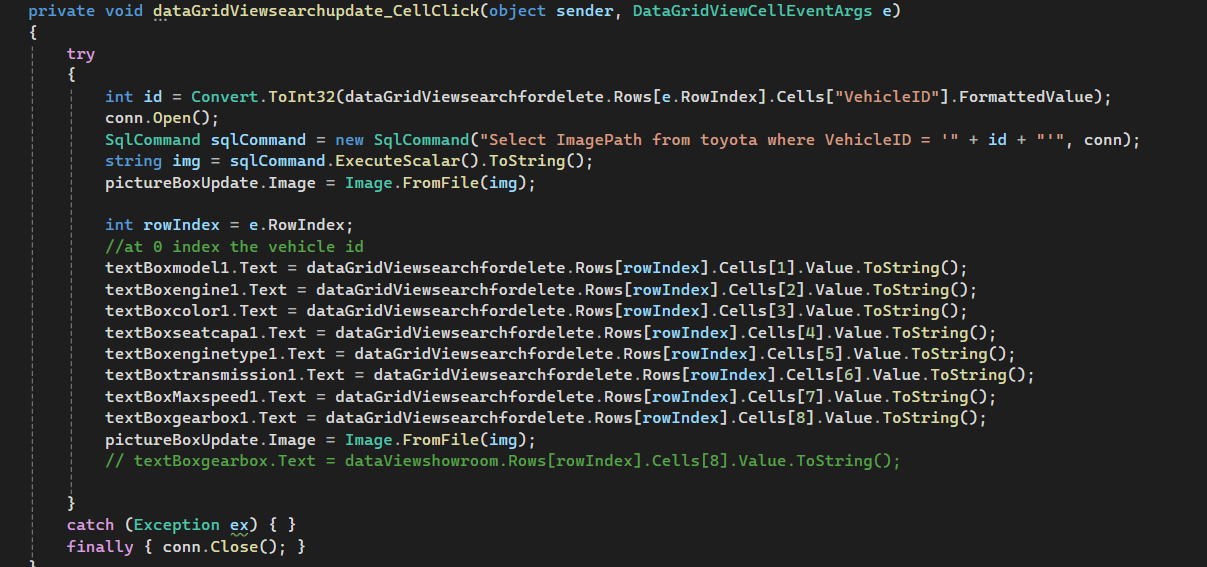 private void dataGridViewsearchupdate_CellClick(object sender, DataGridViewCellEventArgs e)
{
try
{
int id = Convert.ToInt32(dataGridViewsearchfordelete.Rows[e.RowIndex].Cells["VehicleID"].FormattedValue);
conn.Open();
SqlCommand sqlCommand = new SqlCommand("Select ImagePath from toyota where VehicleID = '" + id + "'", conn);
string img = sqlCommand.ExecuteScalar().ToString();
pictureBoxUpdate.Image = Image.FromFile(img);
int rowIndex = e.RowIndex;
//at 0 index the vehicle id
textBoxmodel1.Text = dataGridViewsearchfordelete.Rows[rowIndex].Cells[1].Value.ToString();
textBoxengine1.Text = dataGridViewsearchfordelete.Rows[rowIndex].Cells[2].Value.ToString();
textBoxcolor1.Text = dataGridViewsearchfordelete.Rows[rowIndex].Cells[3].Value.ToString();
textBoxseatcapa1.Text = dataGridViewsearchfordelete.Rows[rowIndex].Cells[4].Value.ToString();
textBoxenginetype1.Text = dataGridViewsearchfordelete.Rows[rowIndex].Cells[5].Value.ToString();
textBoxtransmission1.Text = dataGridViewsearchfordelete.Rows[rowIndex].Cells[6].Value.ToString();
textBoxMaxspeed1.Text = dataGridViewsearchfordelete.Rows[rowIndex].Cells[7].Value.ToString();
textBoxgearbox1.Text = dataGridViewsearchfordelete.Rows[rowIndex].Cells[8].Value.ToString();
pictureBoxUpdate.Image = Image.FromFile(img);
// textBoxgearbox.Text = dataViewshowroom.Rows[rowIndex].Cells[8].Value.ToString();
}
catch (Exception ex) { }
finally { conn.Close(); }
}